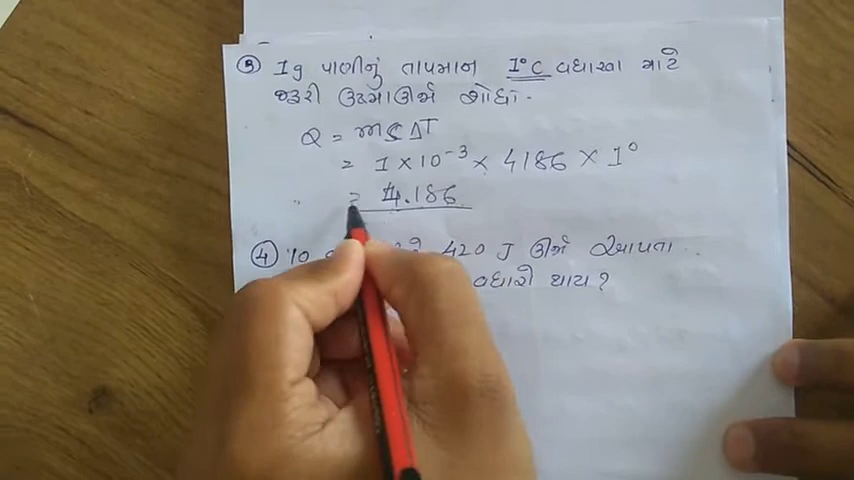 ③ 1g પાણીનું તાપમાન 1°C વધારવા માટે
જરૂરી ઉષ્માઊર્જા શોધો.
Q = mSΔT
= 1 × 10⁻³ × 4186 × 1°
= 4.186
④ 10 420 J ઊર્જા આપતા
વધારો થાય?